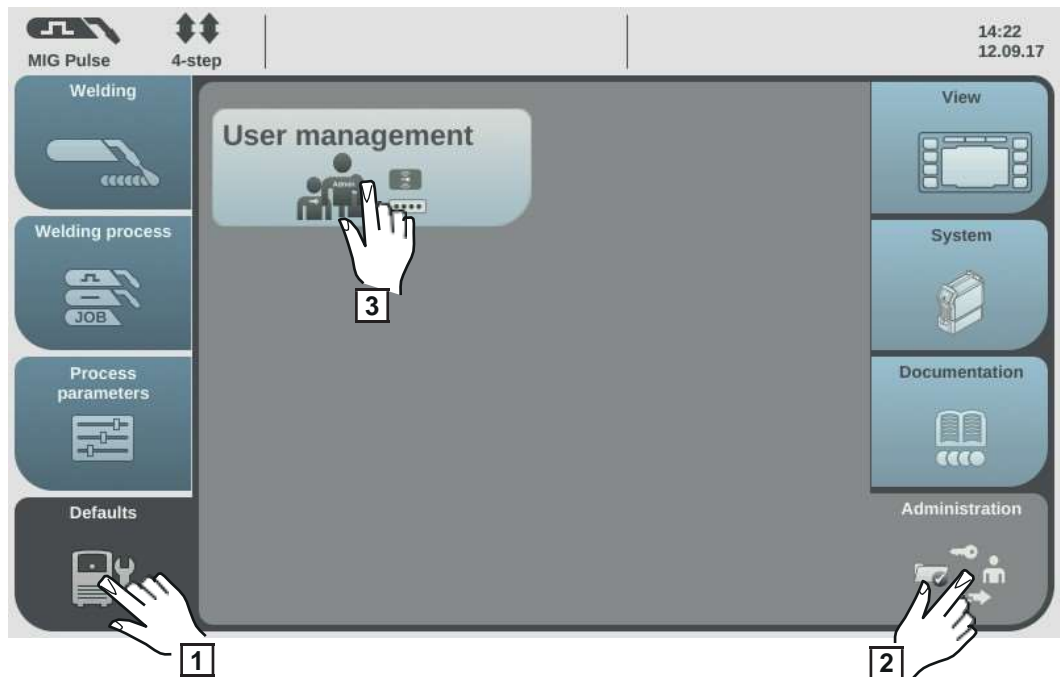 MIG Pulse
4-step
14:22
12.09.17
Welding
Welding process
JOB
Process
parameters
Defaults
User management
Admin
3
View
System
Documentation
Administration
1
2